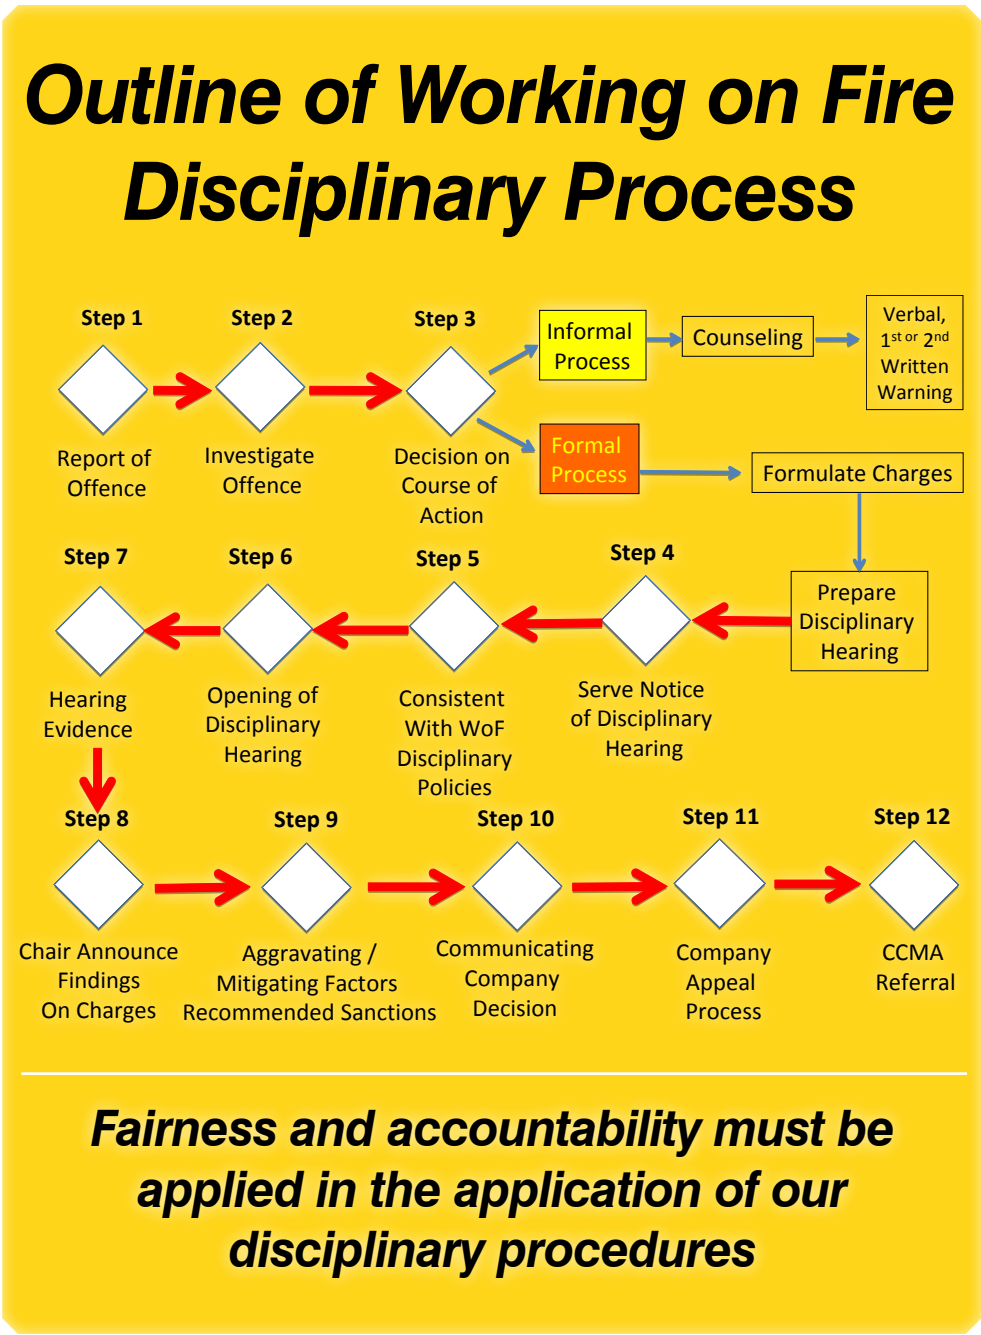 Outline of Working on Fire
Disciplinary Process
Step 1
Step 2
Step 3
Report of
Offence
Investigate
Offence
Decision on
Course of
Action
Informal
Process
Counseling
Verbal,
1st or 2nd
Written
Warning
Formal
Process
Formulate Charges
Prepare
Disciplinary
Hearing
Step 4
Serve Notice
of Disciplinary
Hearing
Step 5
Consistent
With WoF
Disciplinary
Policies
Step 6
Opening of
Disciplinary
Hearing
Step 7
Hearing
Evidence
Step 8
Chair Announce
Findings
On Charges
Step 9
Aggravating /
Mitigating Factors
Recommended Sanctions
Step 10
Communicating
Company
Decision
Step 11
Company
Appeal
Process
Step 12
CCMA
Referral
Fairness and accountability must be
applied in the application of our
disciplinary procedures